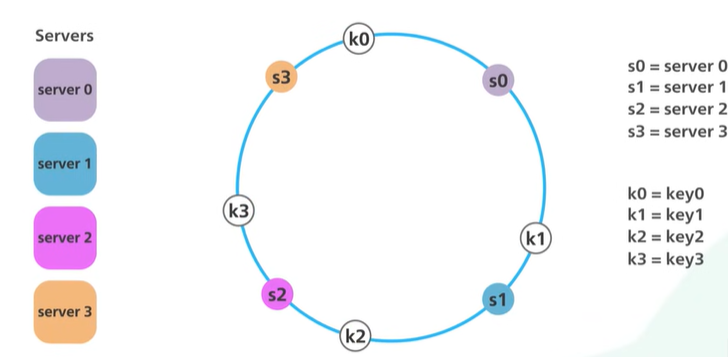 Servers
server 0
server 1
server 2
server 3
k0
s3
s0
k3
k1
s2
s1
k2
s0 = server 0
s1 = server 1
s2 = server 2
s3 = server 3
k0 = key0
k1 = key1
k2 = key2
k3 = key3